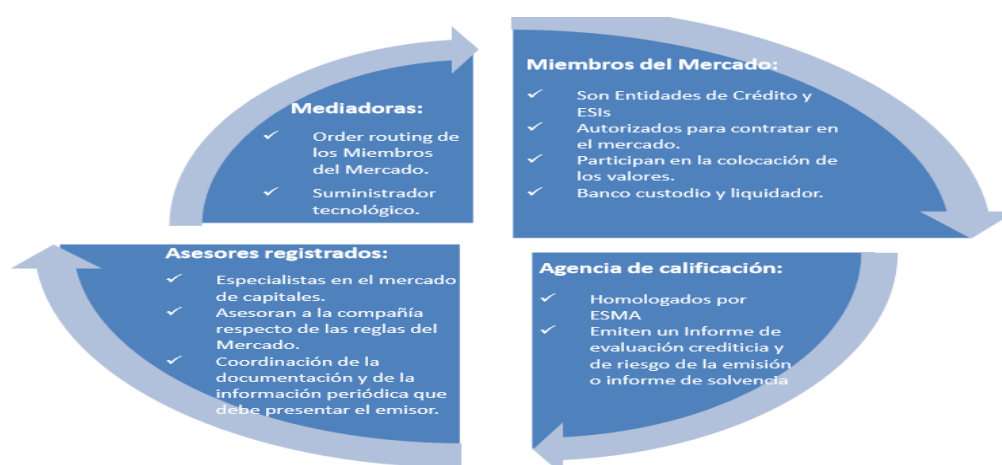 Mediadoras:
✓ Order routing de
los Miembros
del Mercado.
✓ Suministrador
tecnológico.
Miembros del Mercado:
✓ Son Entidades de Crédito y
ESIs
✓ Autorizados para contratar en
el mercado.
✓ Participan en la colocación de
los valores.
✓ Banco custodio y liquidador.
Asesores registrados:
✓ Especialistas en el mercado
de capitales.
✓ Asesoran a la compañía
respecto de las reglas del
Mercado.
✓ Coordinación de la
documentación y de la
información periódica que
debe presentar el emisor.
Agencia de calificación:
✓ Homologados por
ESMA
✓ Emiten un Informe de
evaluación crediticia y
de riesgo de la emisión
o informe de solvencia